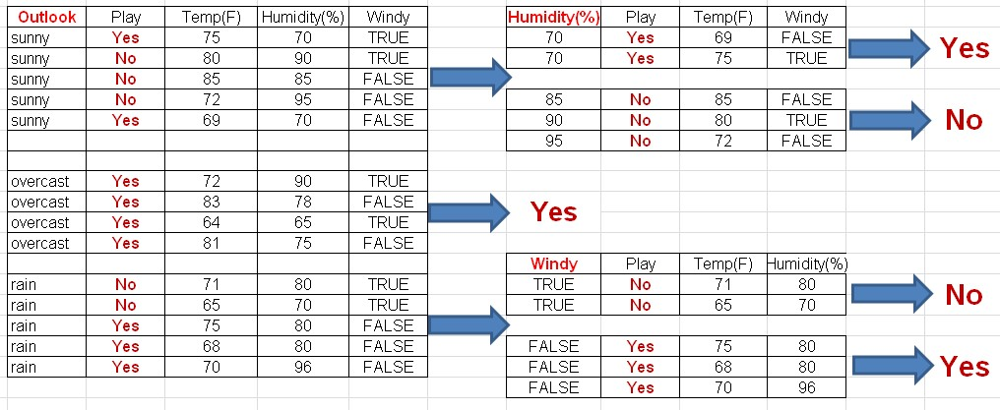 Outlook Play Temp(F) Humidity(%) Windy
sunny Yes 75 70 TRUE
sunny No 80 90 TRUE
sunny No 85 85 FALSE
sunny No 72 95 FALSE
sunny Yes 69 70 FALSE
overcast Yes 72 90 TRUE
overcast Yes 83 78 FALSE
overcast Yes 64 65 TRUE
overcast Yes 81 75 FALSE
rain No 71 80 TRUE
rain No 65 70 TRUE
rain Yes 75 80 FALSE
rain Yes 68 80 FALSE
rain Yes 70 96 FALSE
Humidity(%) Play Temp(F) Windy
70 Yes 69 FALSE
70 Yes 75 TRUE
Yes
85 No 85 FALSE
90 No 80 TRUE
95 No 72 FALSE
No
Yes
Windy Play Temp(F) Humidity(%)
TRUE No 71 80
TRUE No 65 70
No
FALSE Yes 75 80
FALSE Yes 68 80
FALSE Yes 70 96
Yes